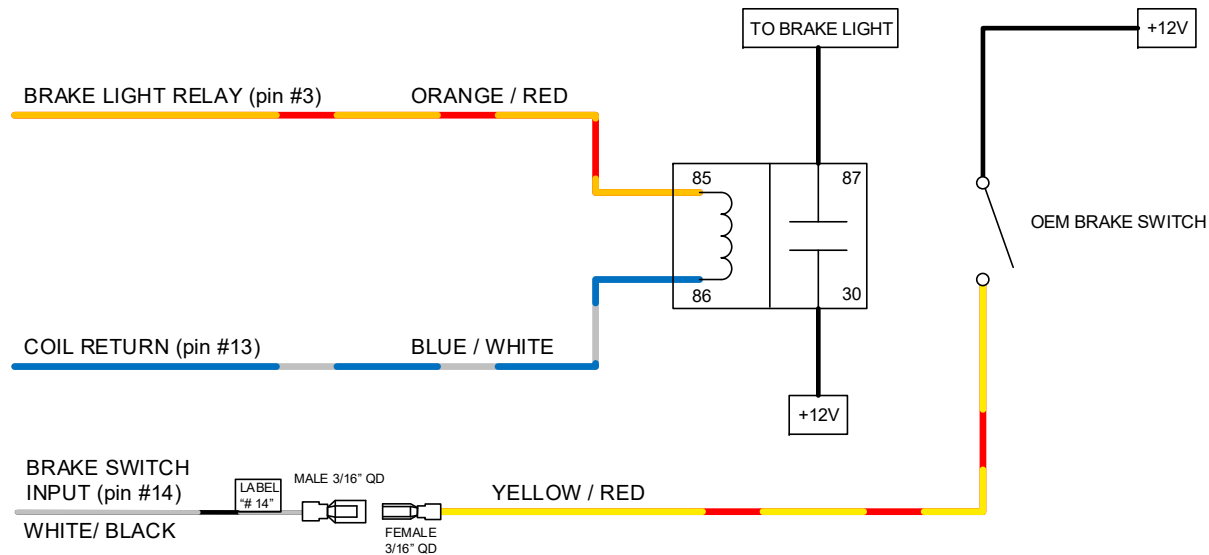 TO BRAKE LIGHT
+12V
BRAKE LIGHT RELAY (pin #3)
ORANGE / RED
85
87
OEM BRAKE SWITCH
86
30
COIL RETURN (pin #13)
BLUE / WHITE
+12V
BRAKE SWITCH
INPUT (pin #14)
LABEL
“# 14”
MALE 3/16” QD
YELLOW / RED
WHITE/ BLACK
FEMALE
3/16” QD